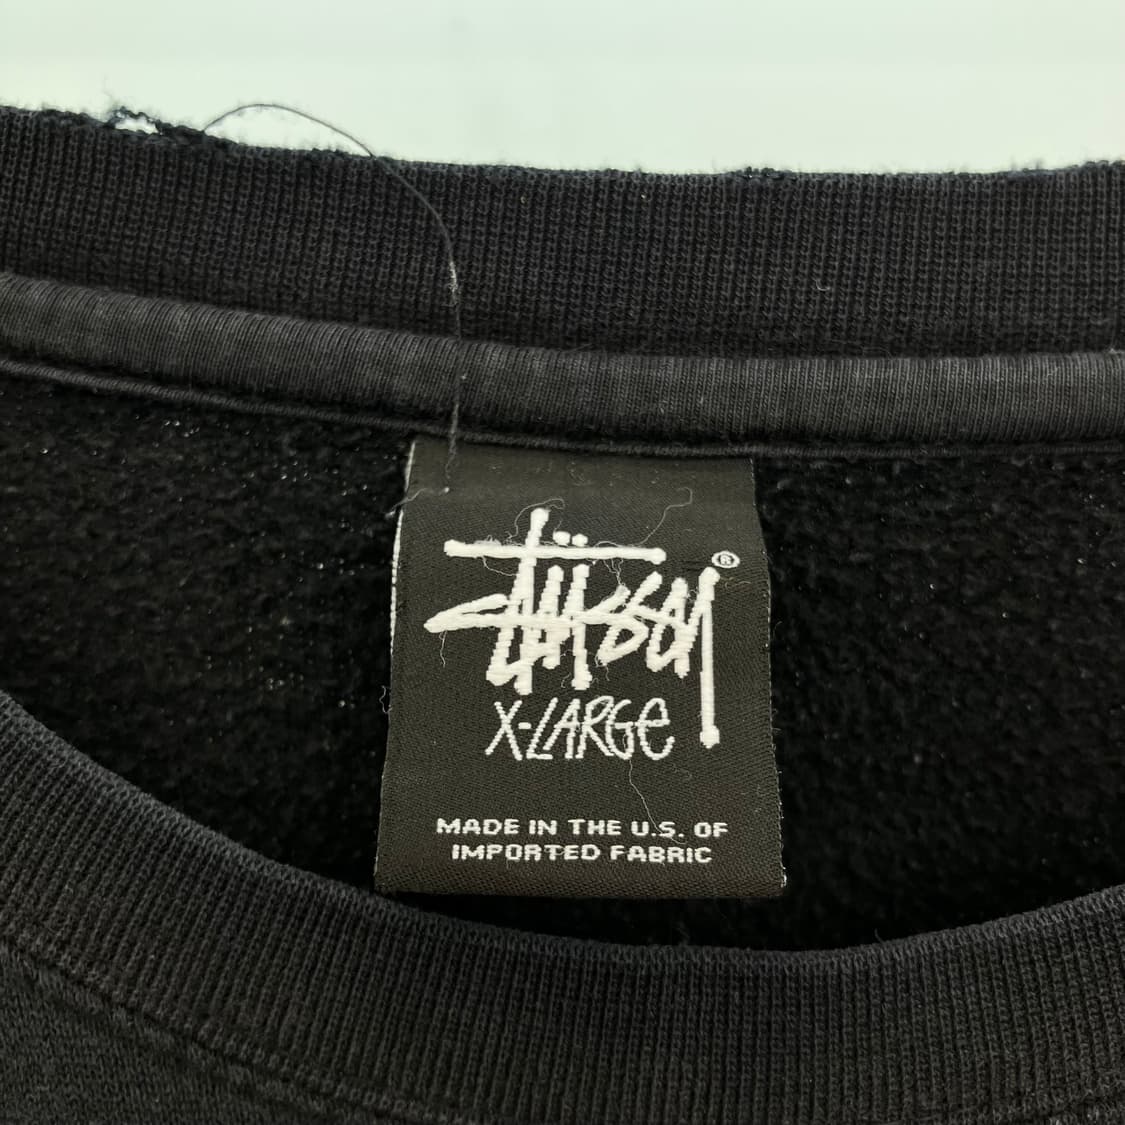 Stüssy®
X-LARGe
MADE IN THE U.S. OF
IMPORTED FABRIC